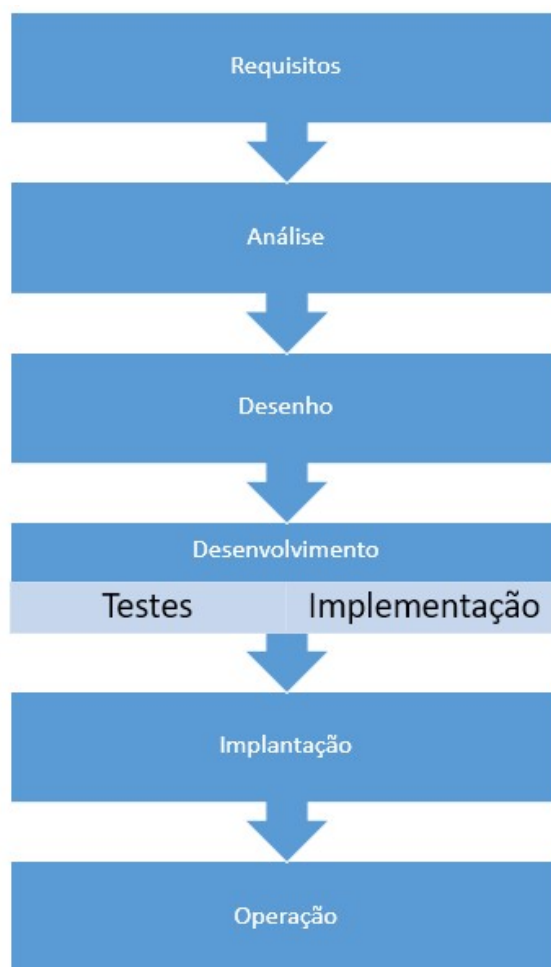 Requisitos
Análise
Desenho
Desenvolvimento
Testes Implementação
Implantação
Operação